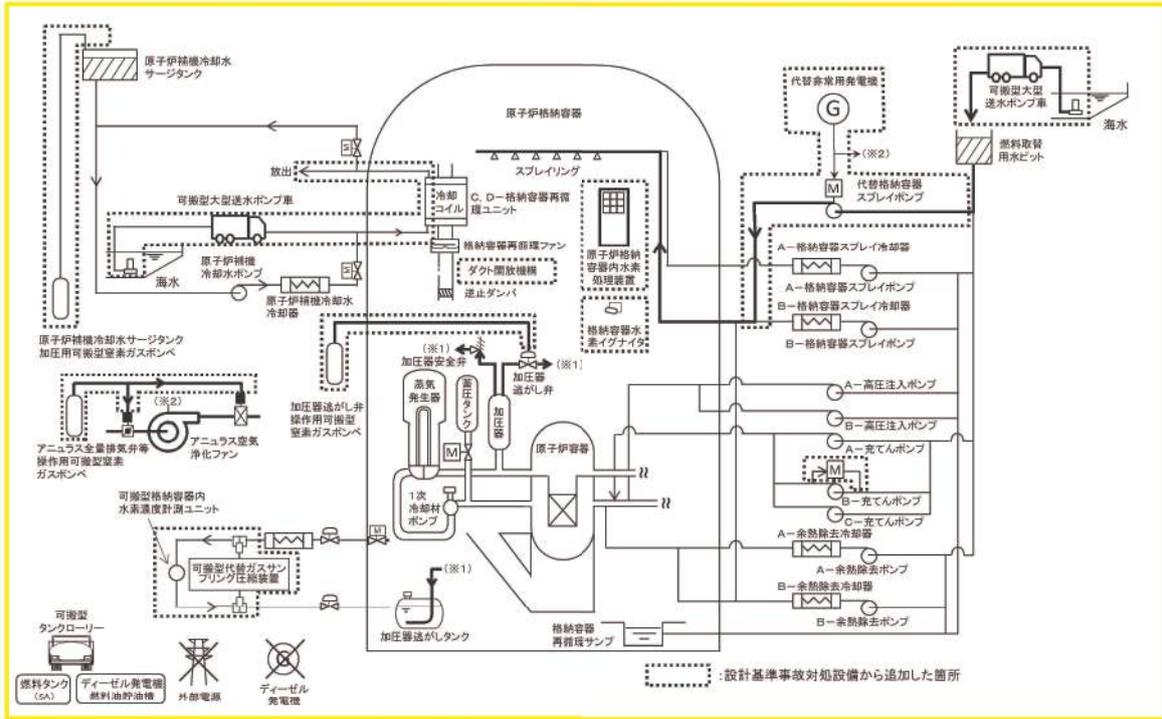 原子炉補機冷却水
サージタンク
代替非常用発電機
G
可搬型大型
送水ポンプ車
海水
原子炉格納容器
M
(※2)
燃料取替
用水ピット
スプレイリング
放出
冷却
コイル
C, D-格納容器再循
環ユニット
M
代替格納容器
スプレイポンプ
可搬型大型送水ポンプ車
原子炉格納
容器内水素
処理装置
格納容器再循環ファン
A-格納容器スプレイ冷却器
原子炉補機
冷却水ポンプ
M
海水
ダクト開放機構
A-格納容器スプレイポンプ
原子炉補機冷却水
冷却器
逆止ダンパ
B-格納容器スプレイ冷却器
格納容器水
素イグナイタ
原子炉補機冷却水サージタンク
加圧用可搬型窒素ガスボンベ
B-格納容器スプレイポンプ
(※1)
加圧器安全弁
(※1)
加圧器
逃がし弁
蒸気
発生器
蓄圧タンク
加圧器
A-高圧注入ポンプ
(※2)
加圧器逃がし弁
操作用可搬型
窒素ガスボンベ
B-高圧注入ポンプ
原子炉容器
アニュラス空気
浄化ファン
アニュラス全量排気弁等
操作用可搬型窒素
ガスボンベ
A-充てんポンプ
M
M
B-充てんポンプ
1次
冷却材
ポンプ
可搬型格納容器内
水素濃度計測ユニット
C-充てんポンプ
M
A-余熱除去冷却器
A-余熱除去ポンプ
可搬型代替ガスサン
プリング圧縮装置
(※1)
B-余熱除去冷却器
B-余熱除去ポンプ
可搬型
タンクローリー
加圧器逃がしタンク
格納容器
再循環サンプ
燃料タンク
(SA)
ディーゼル発電機
燃料油貯油槽
外部電源
ディーゼル
発電機
:設計基準事故対処設備から追加した箇所